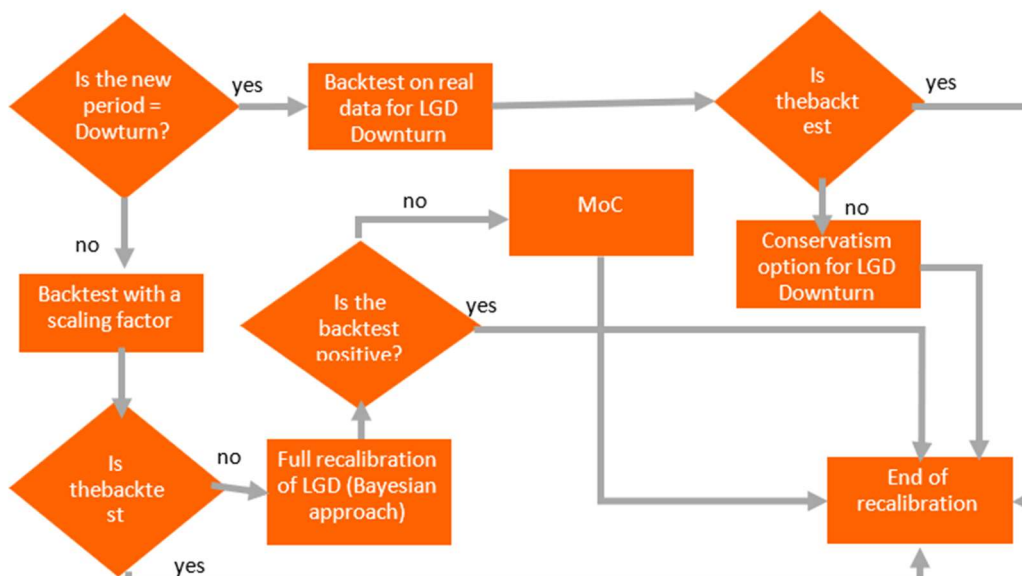 Is the new
period =
Dowturn?
yes
Backtest on real
data for LGD
Downturn
Is
thebackt
est
yes
no
MoC
no
Conservatism
option for LGD
Downturn
no
Backtest with a
scaling factor
Is the
backtest
positive?
yes
Is
thebackte
st
no
Full recalibration
of LGD (Bayesian
approach)
End of
recalibration
yes